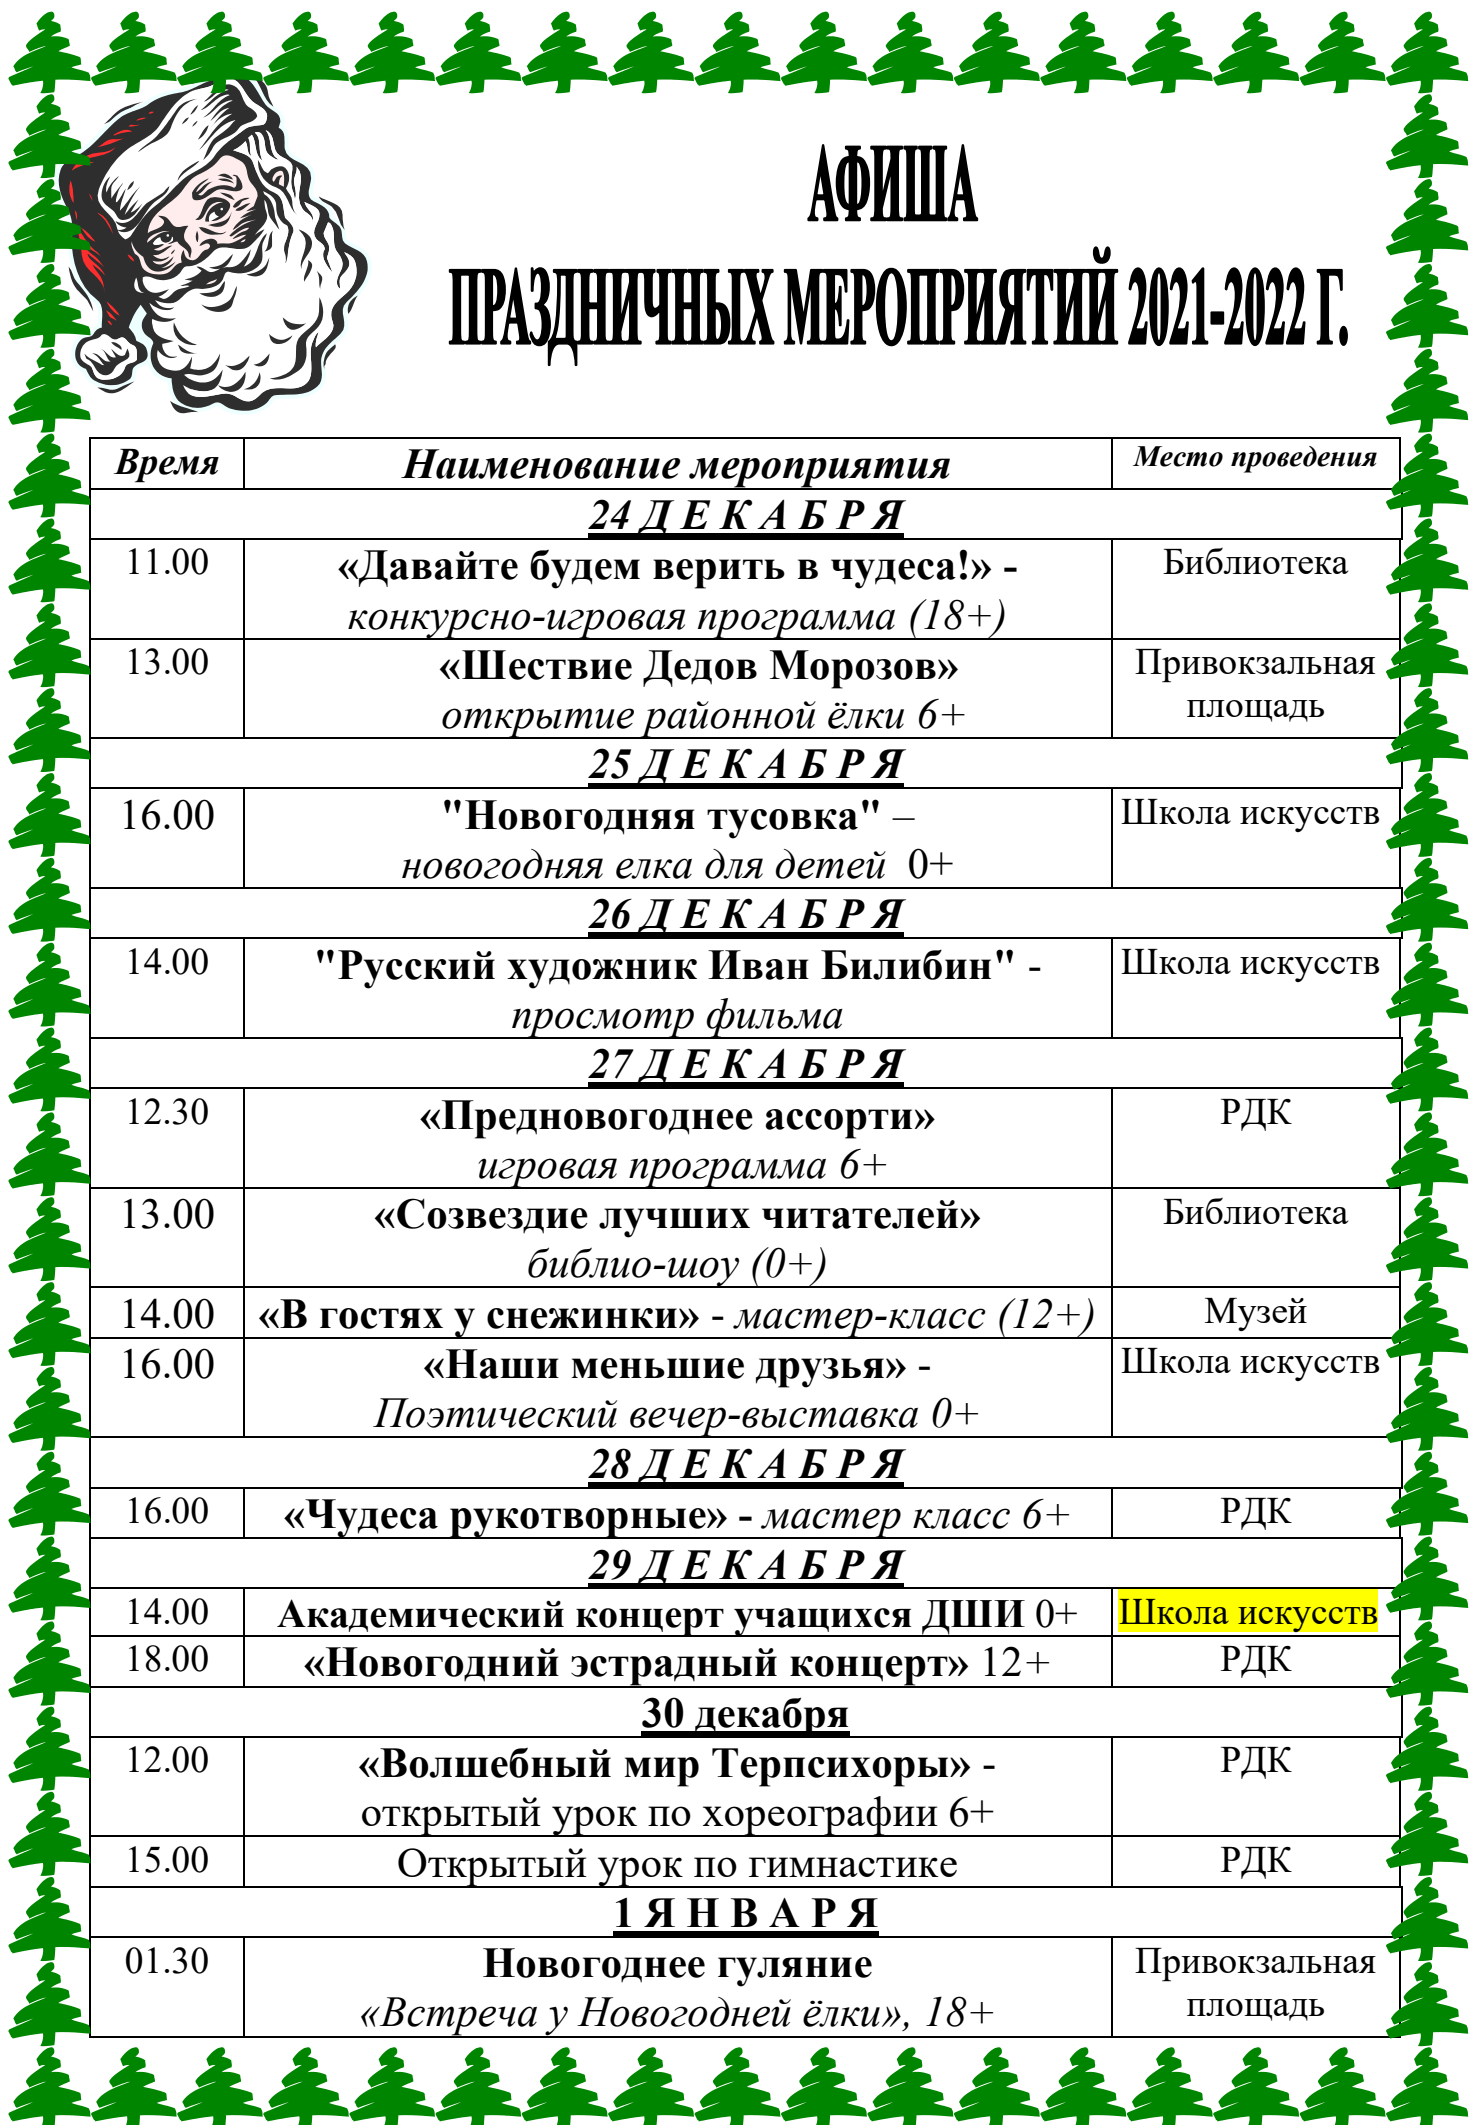 АФИША
ПРАЗДНИЧНЫХ МЕРОПРИЯТИЙ 2021-2022 Г.
Время Наименование мероприятия Место проведения
24 Д Е К А Б Р Я
11.00 «Давайте будем верить в чудеса!» - Библиотека
конкурсно-игровая программа (18+)
13.00 «Шествие Дедов Морозов» Привокзальная
открытие районной ёлки 6+ площадь
25 Д Е К А Б Р Я
16.00 "Новогодняя тусовка" – Школа искусств
новогодняя елка для детей 0+
26 Д Е К А Б Р Я
14.00 "Русский художник Иван Билибин" - Школа искусств
просмотр фильма
27 Д Е К А Б Р Я
12.30 «Предновогоднее ассорти» РДК
игровая программа 6+
13.00 «Созвездие лучших читателей» Библиотека
библио-шоу (0+)
14.00 «В гостях у снежинки» - мастер-класс (12+) Музей
16.00 «Наши меньшие друзья» - Школа искусств
Поэтический вечер-выставка 0+
28 Д Е К А Б Р Я
16.00 «Чудеса рукотворные» - мастер класс 6+ РДК
29 Д Е К А Б Р Я
14.00 Академический концерт учащихся ДШИ 0+ Школа искусств
18.00 «Новогодний эстрадный концерт» 12+ РДК
30 декабря
12.00 «Волшебный мир Терпсихоры» - РДК
открытый урок по хореографии 6+
15.00 Открытый урок по гимнастике РДК
1 Я Н В А Р Я
01.30 Новогоднее гуляние Привокзальная
«Встреча у Новогодней ёлки», 18+ площадь